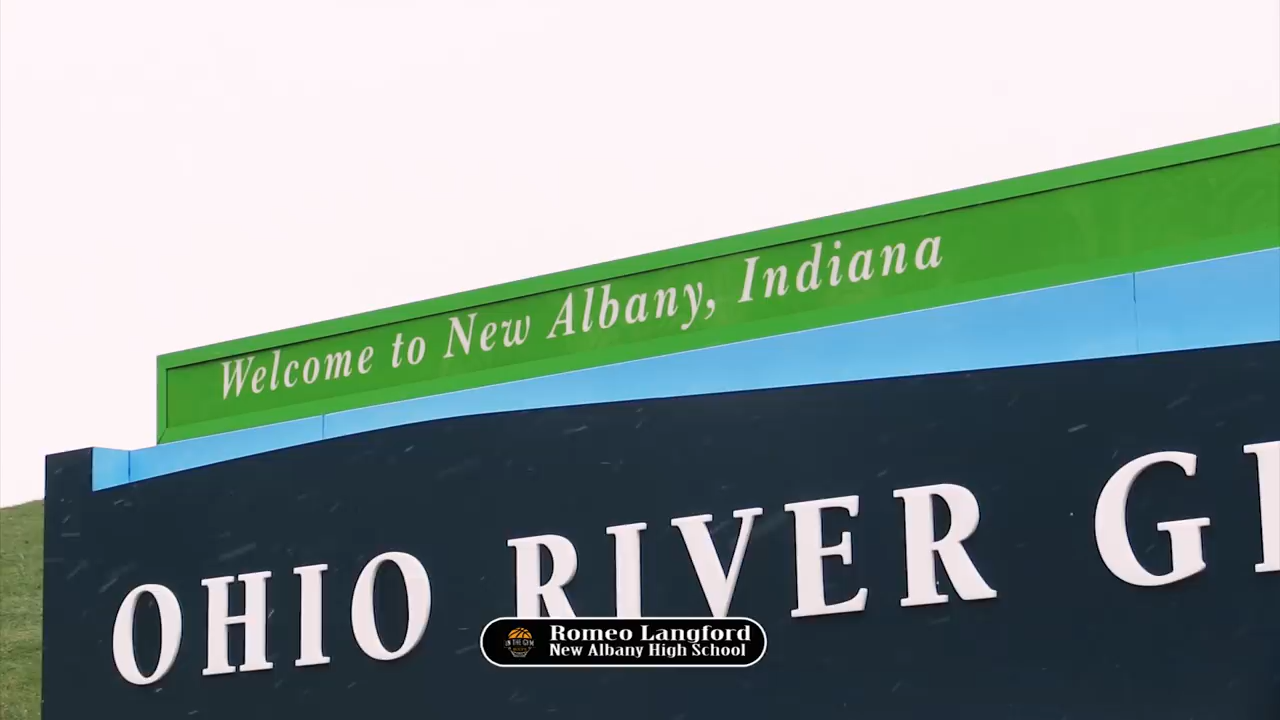 Welcome to New Albany, Indiana
OHIO RIVER G
Romeo Langford
New Albany High School